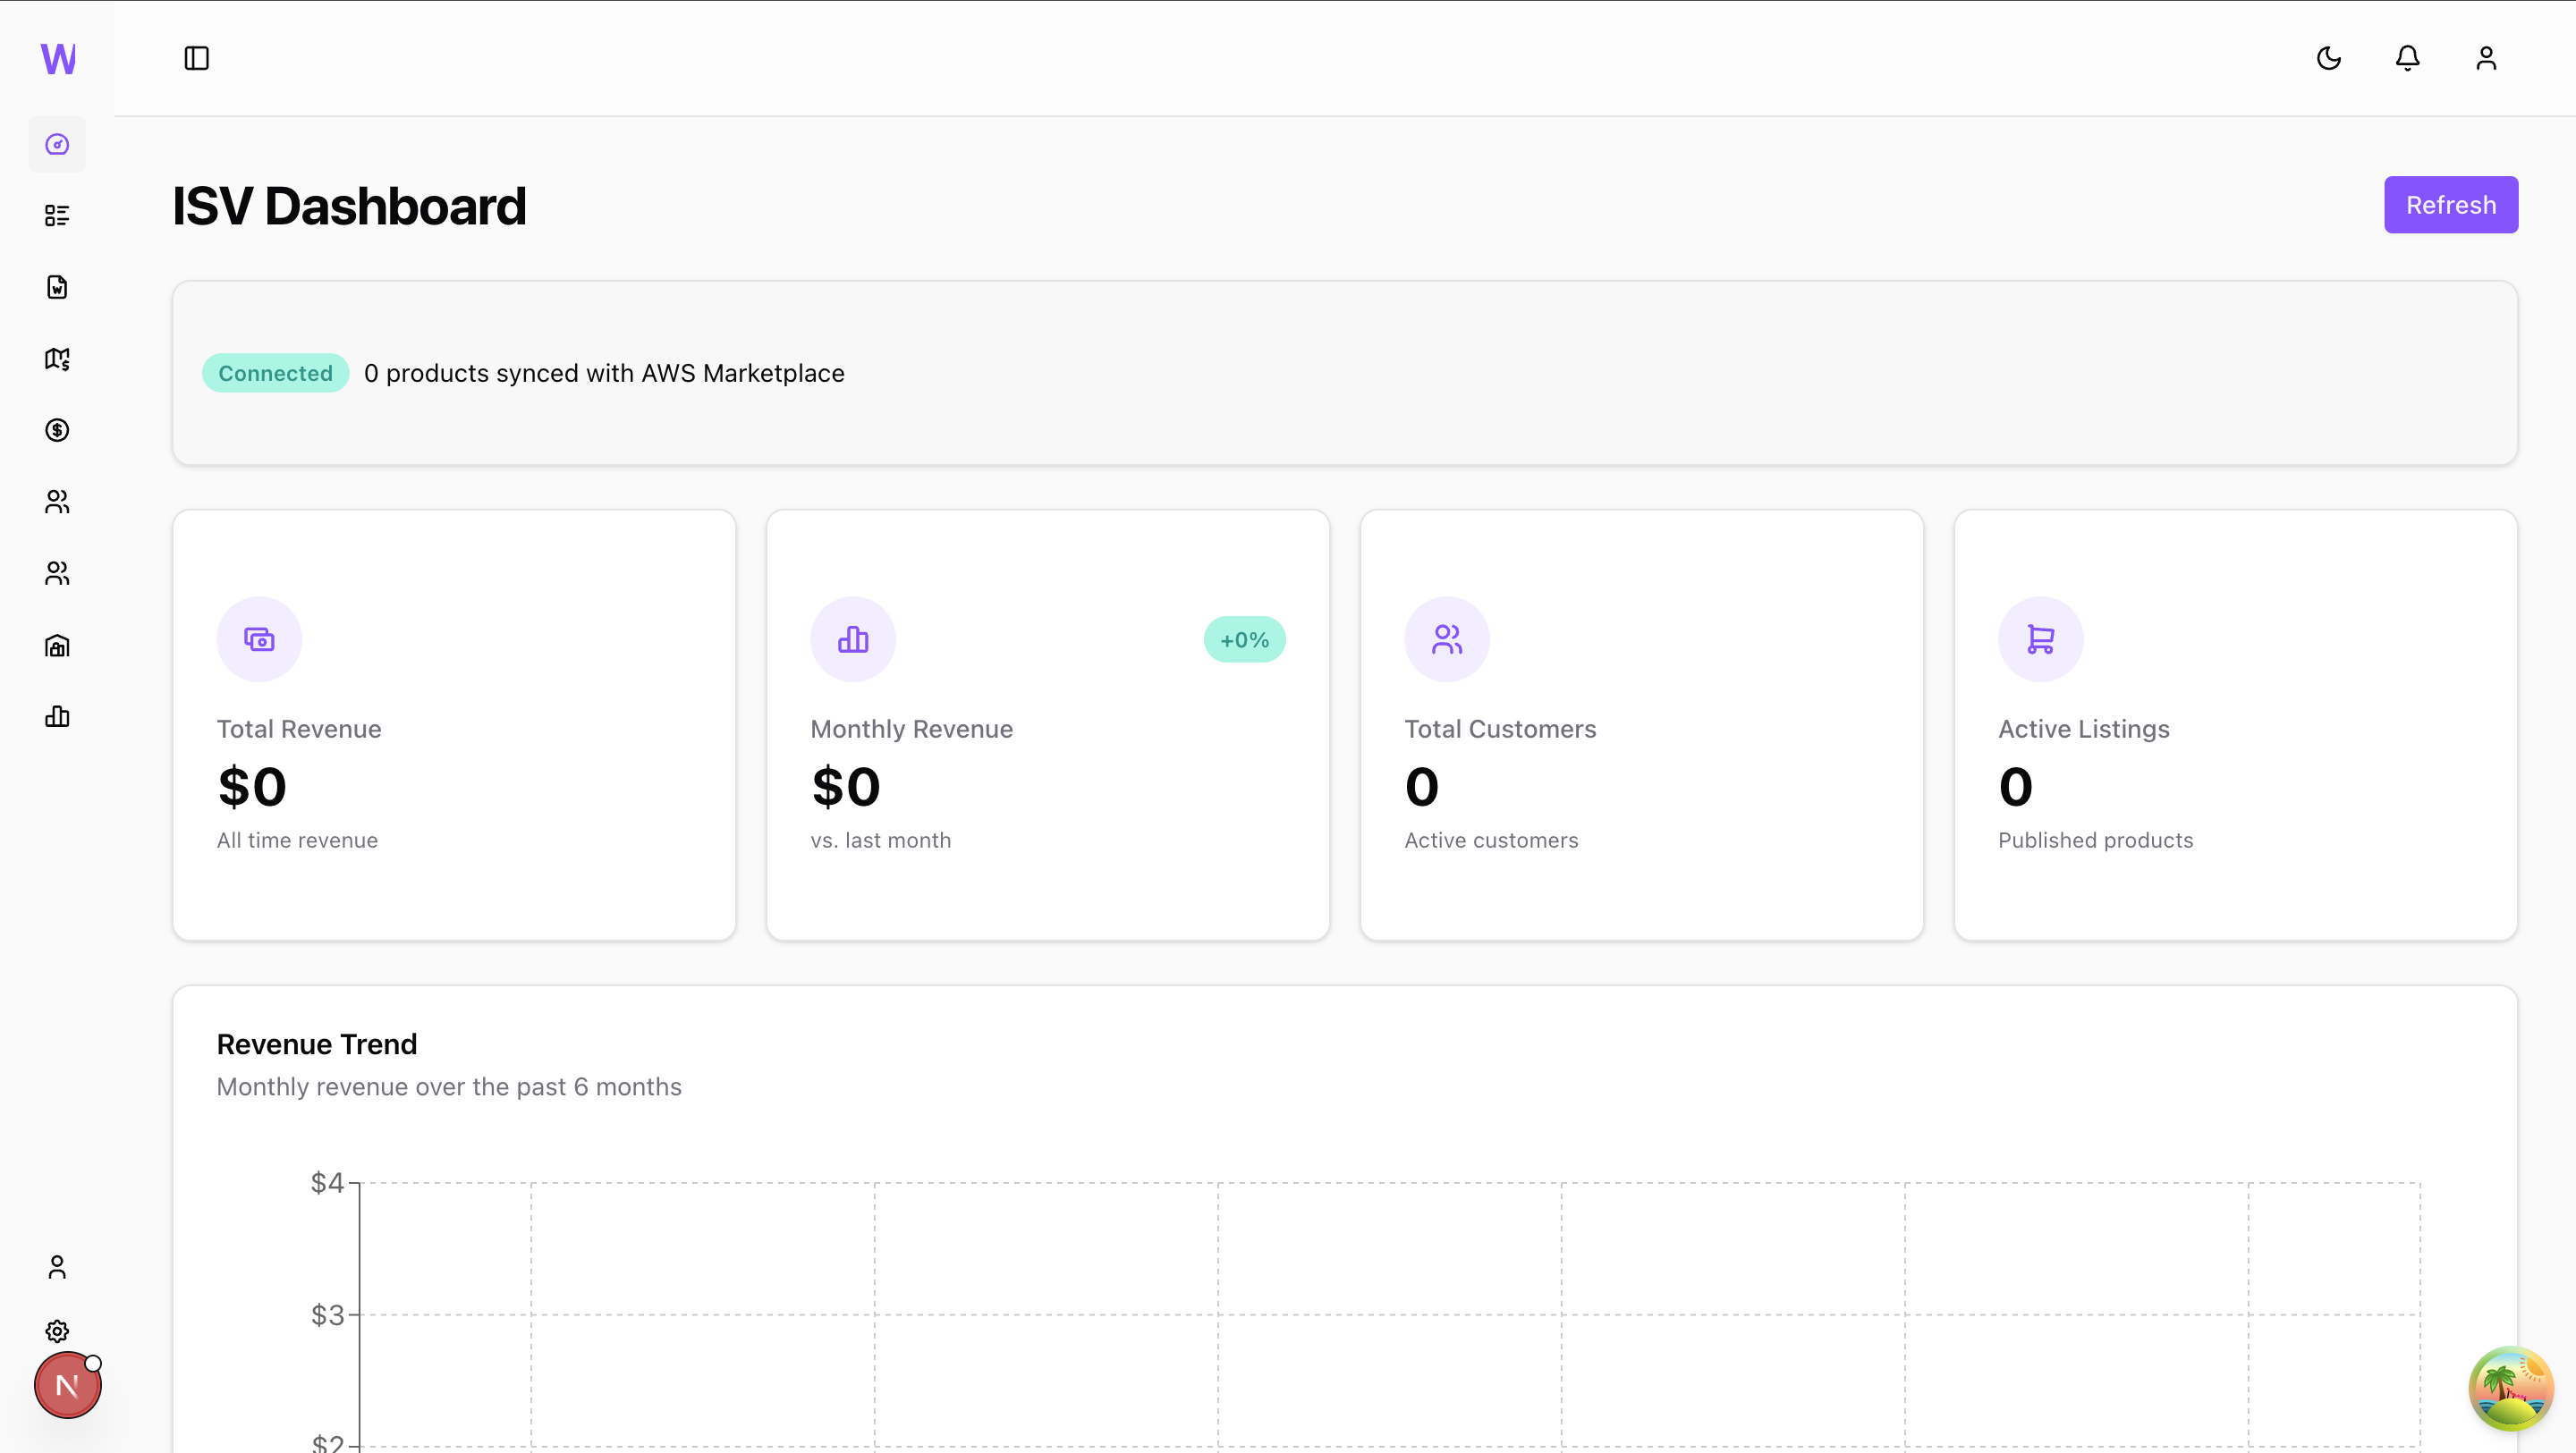 W
ISV Dashboard
Refresh
Connected 0 products synced with AWS Marketplace
+0%
Total Revenue
$0
All time revenue
Monthly Revenue
$0
vs. last month
Total Customers
0
Active customers
Active Listings
0
Published products
Revenue Trend
Monthly revenue over the past 6 months
$4
$3
$2
N